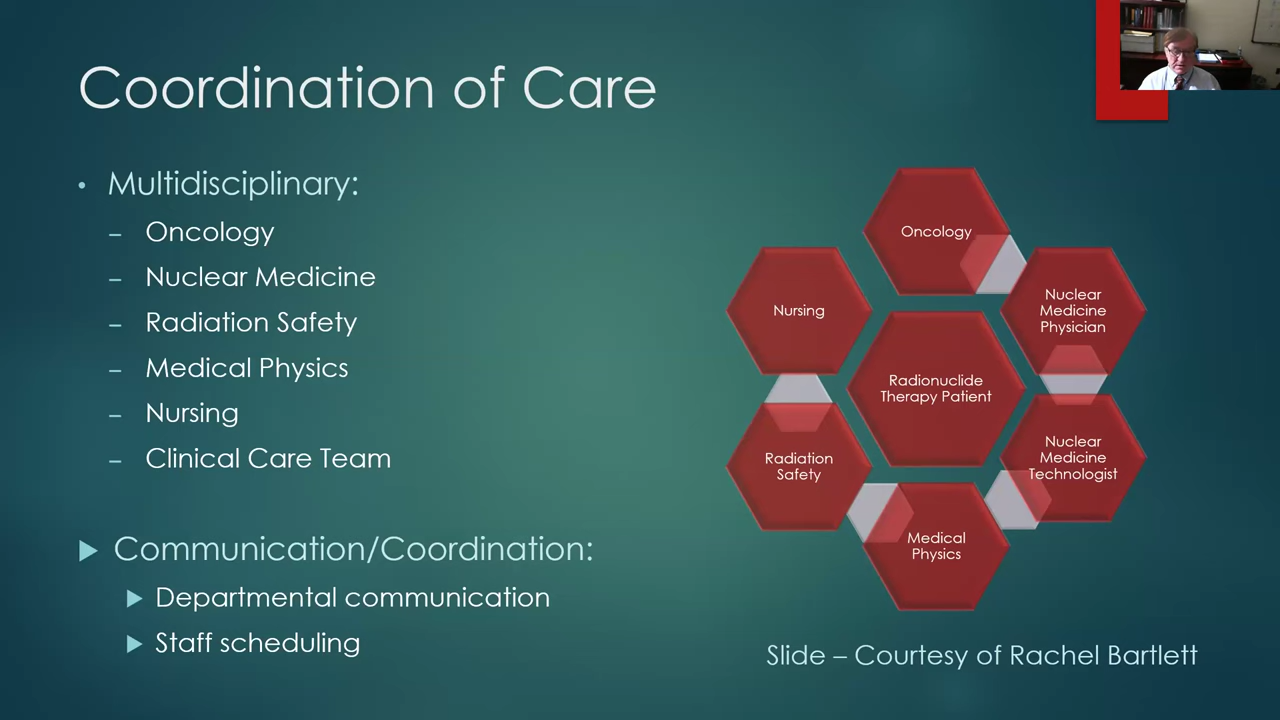 Coordination of Care
• Multidisciplinary:
– Oncology
– Nuclear Medicine
– Radiation Safety
– Medical Physics
– Nursing
– Clinical Care Team
Communication/Coordination:
Departmental communication
Staff scheduling
Oncology
Nuclear
Medicine
Physician
Nuclear
Medicine
Technologist
Medical
Physics
Radiation
Safety
Nursing
Radionuclide
Therapy Patient
Slide – Courtesy of Rachel Bartlett